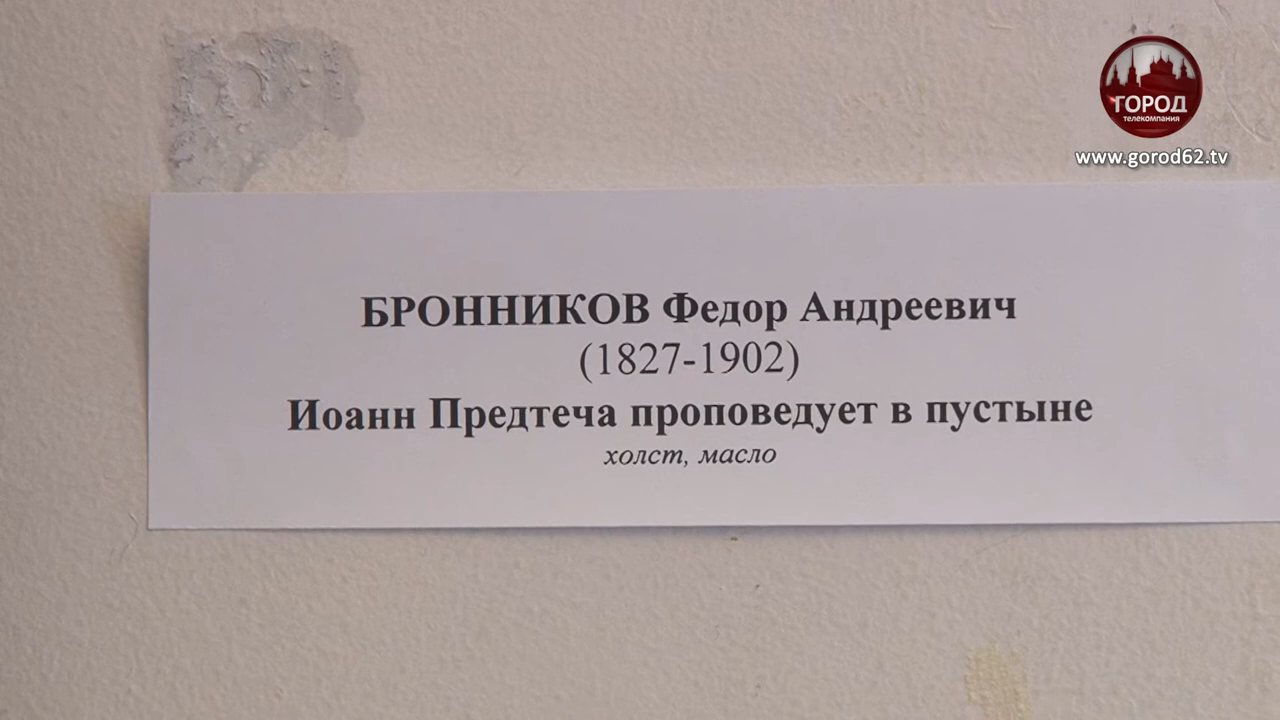 ГОРОД
телекомпания
www.gorod62.tv
БРОННИКОВ Федор Андреевич
(1827-1902)
Иоанн Предтеча проповедует в пустыне
холст, масло